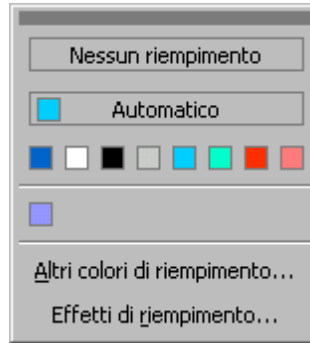 Nessun riempimento
Automatico
Altri colori di riempimento...
Effetti di riempimento...